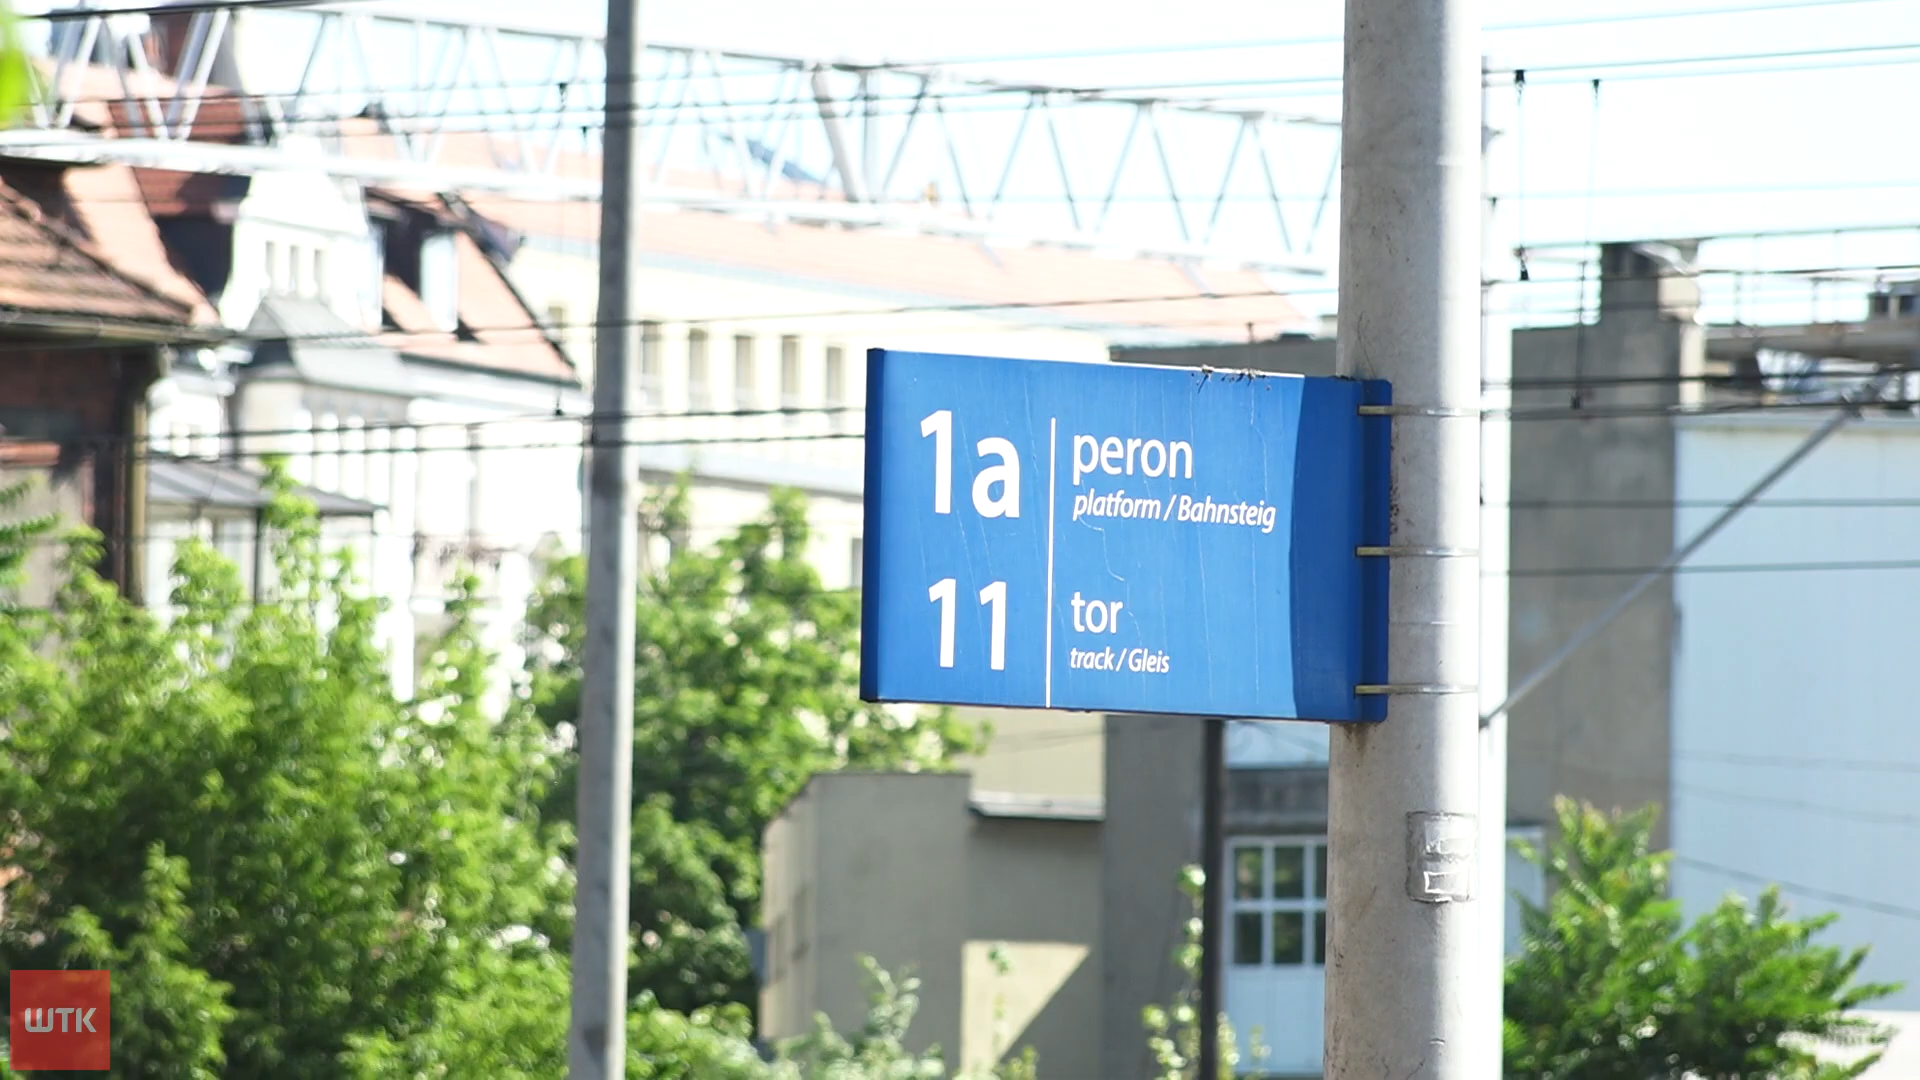 1a peron
platform / Bahnsteig
11 tor
track / Gleis
WTK